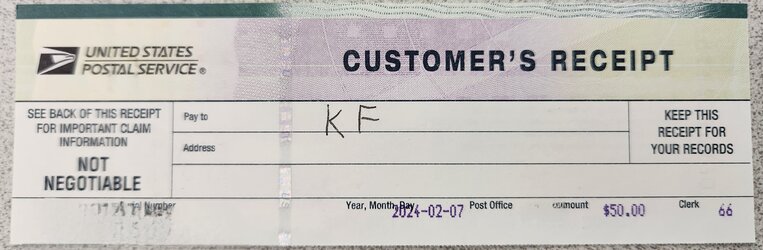 UNITED STATES
POSTAL SERVICE®
CUSTOMER'S RECEIPT
SEE BACK OF THIS RECEIPT
FOR IMPORTANT CLAIM
INFORMATION
NOT
NEGOTIABLE
Pay to
K F
Address
KEEP THIS
RECEIPT FOR
YOUR RECORDS
Number
Year, Month, Day
2024-02-07
Post Office
Amount
$50.00
Clerk
66